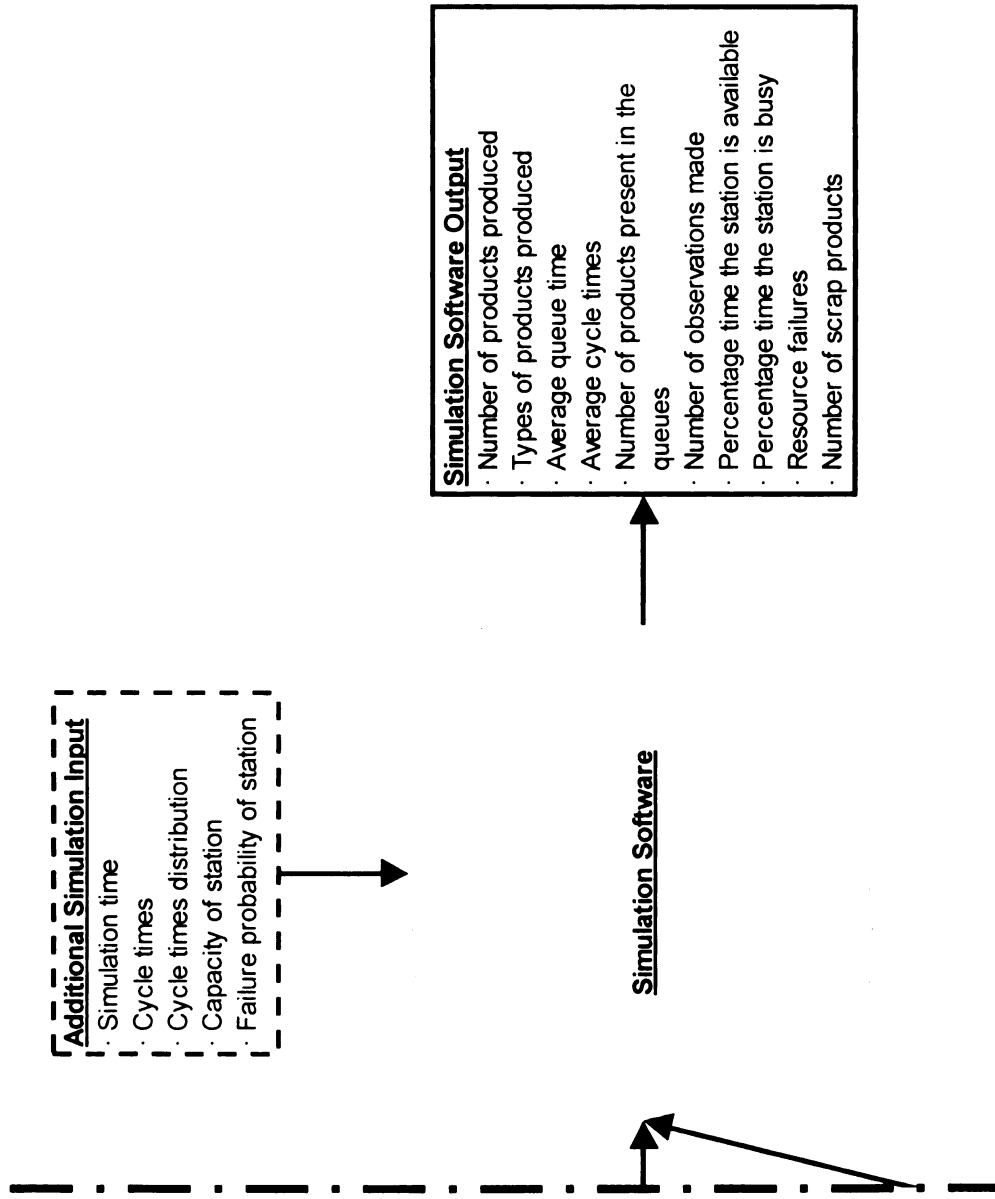 Additional Simulation Input
· Simulation time
· Cycle times
· Cycle times distribution
· Capacity of station
· Failure probability of station
Simulation Software
Simulation Software Output
· Number of products produced
· Types of products produced
· Average queue time
· Average cycle times
· Number of products present in the
queues
· Number of observations made
· Percentage time the station is available
· Percentage time the station is busy
· Resource failures
· Number of scrap products